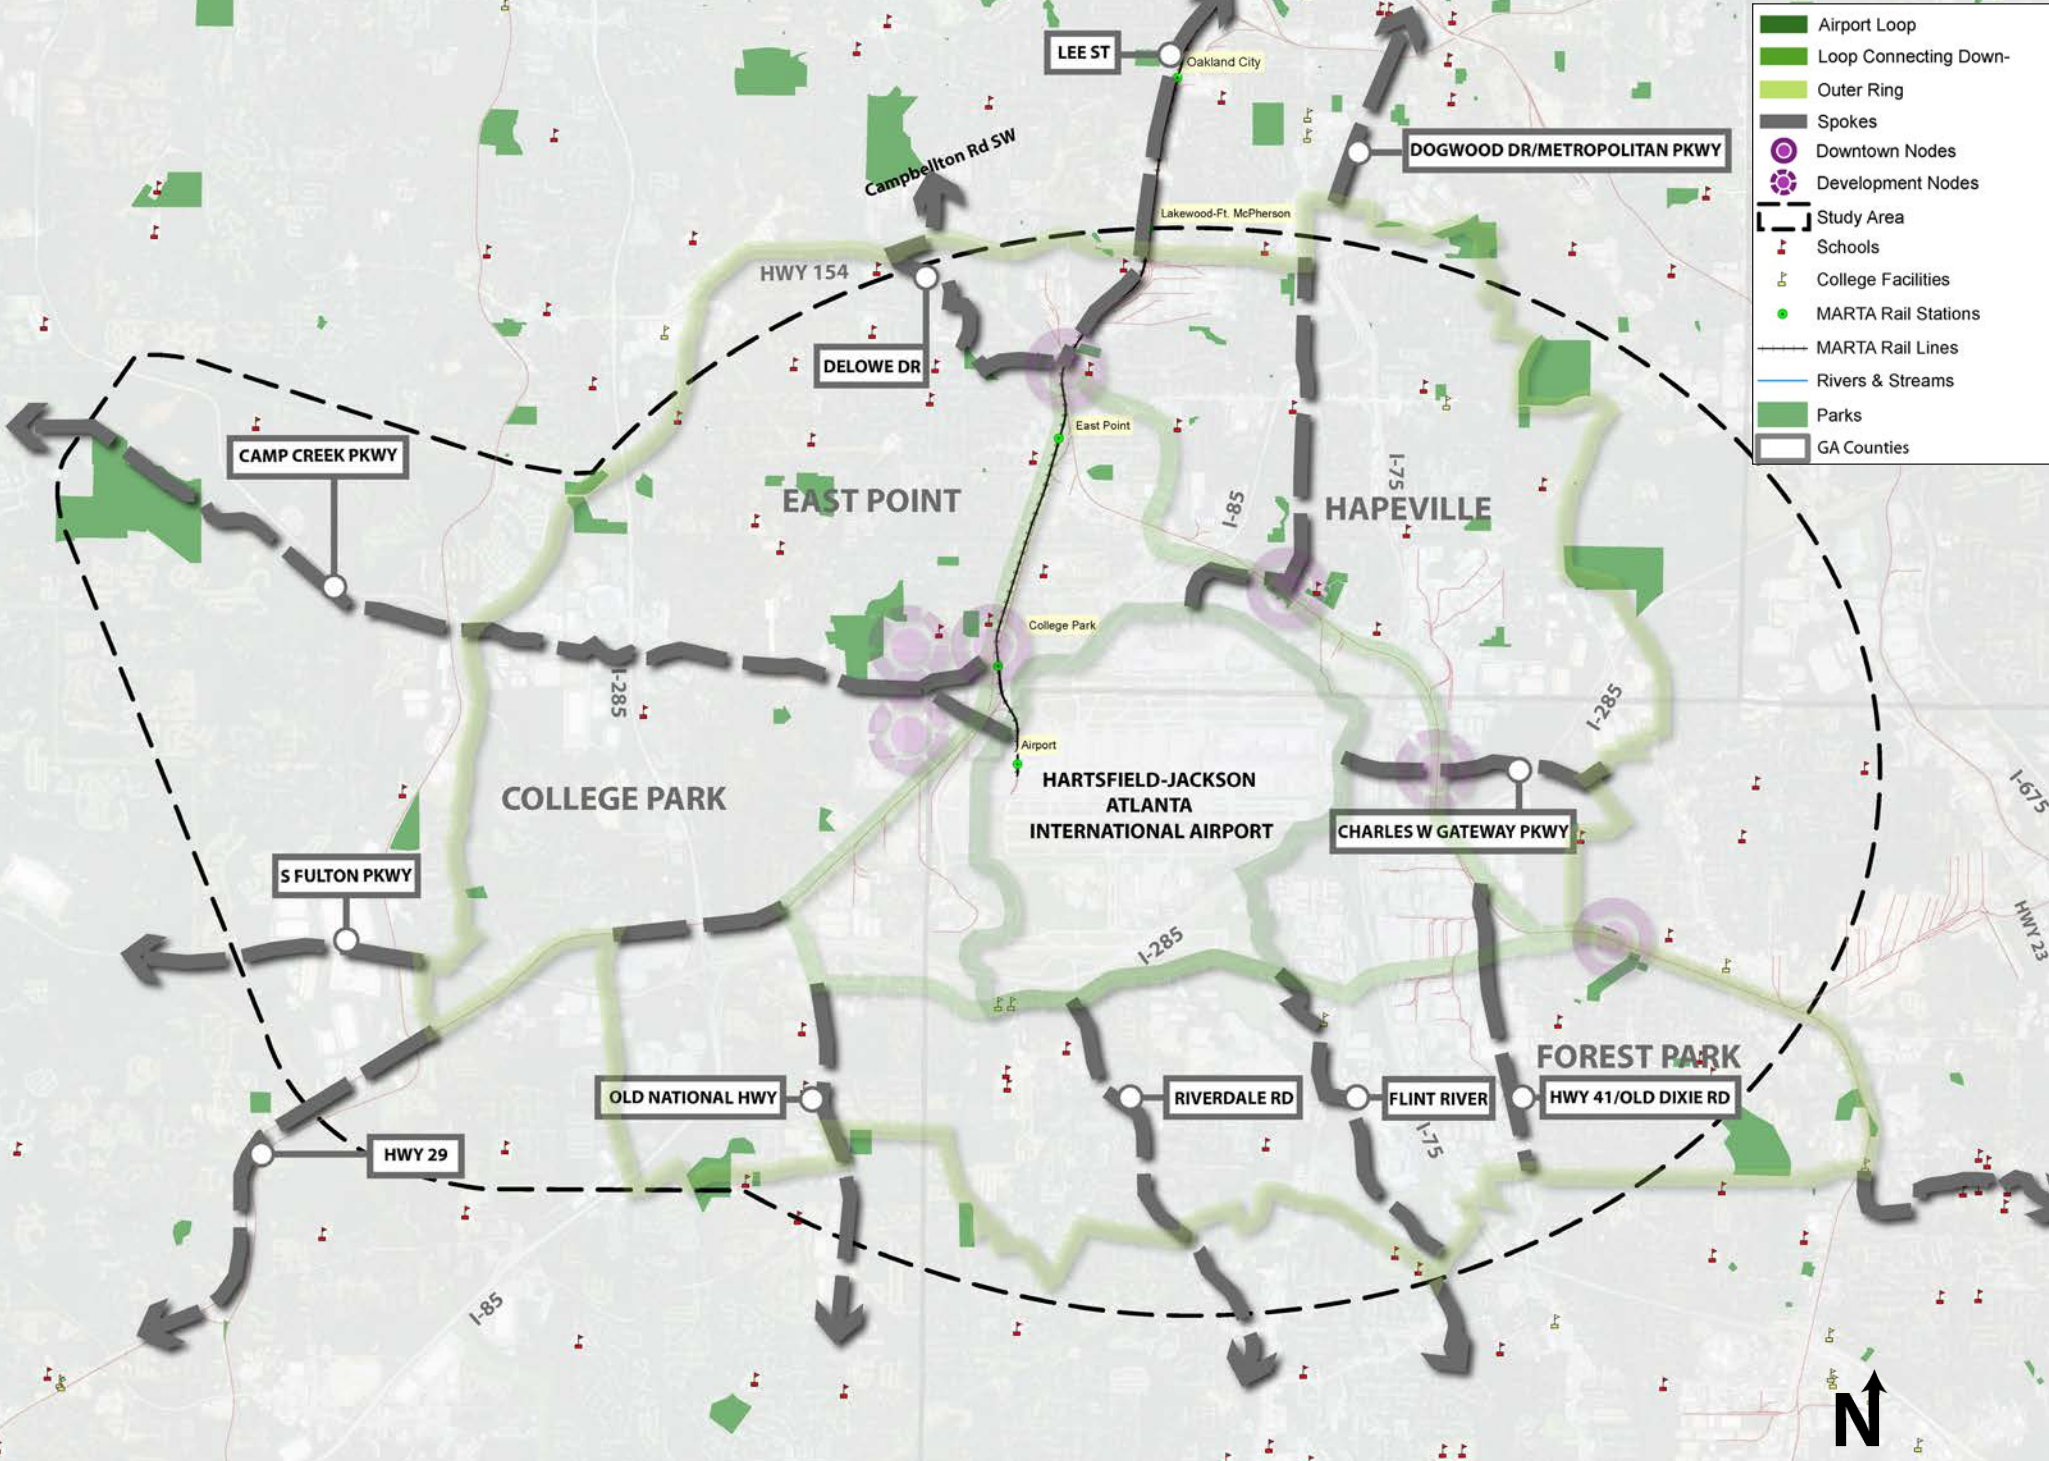 LEE ST
Oakland City
Airport Loop
Loop Connecting Down-
Outer Ring
Spokes
Downtown Nodes
Development Nodes
Study Area
Schools
College Facilities
MARTA Rail Stations
MARTA Rail Lines
Rivers & Streams
Parks
GA Counties
Campbellton Rd SW
DOGWOOD DR/METROPOLITAN PKWY
Lakewood-Ft. McPherson
HWY 154
DELOWE DR
East Point
CAMP CREEK PKWY
EAST POINT
I-85
I-75
HAPEVILLE
College Park
I-285
I-285
Airport
COLLEGE PARK
HARTSFIELD-JACKSON
ATLANTA
INTERNATIONAL AIRPORT
CHARLES W GATEWAY PKWY
I-675
S FULTON PKWY
I-285
HWY 23
FOREST PARK
OLD NATIONAL HWY
RIVERDALE RD
FLINT RIVER
HWY 41/OLD DIXIE RD
I-75
HWY 29
I-85
N